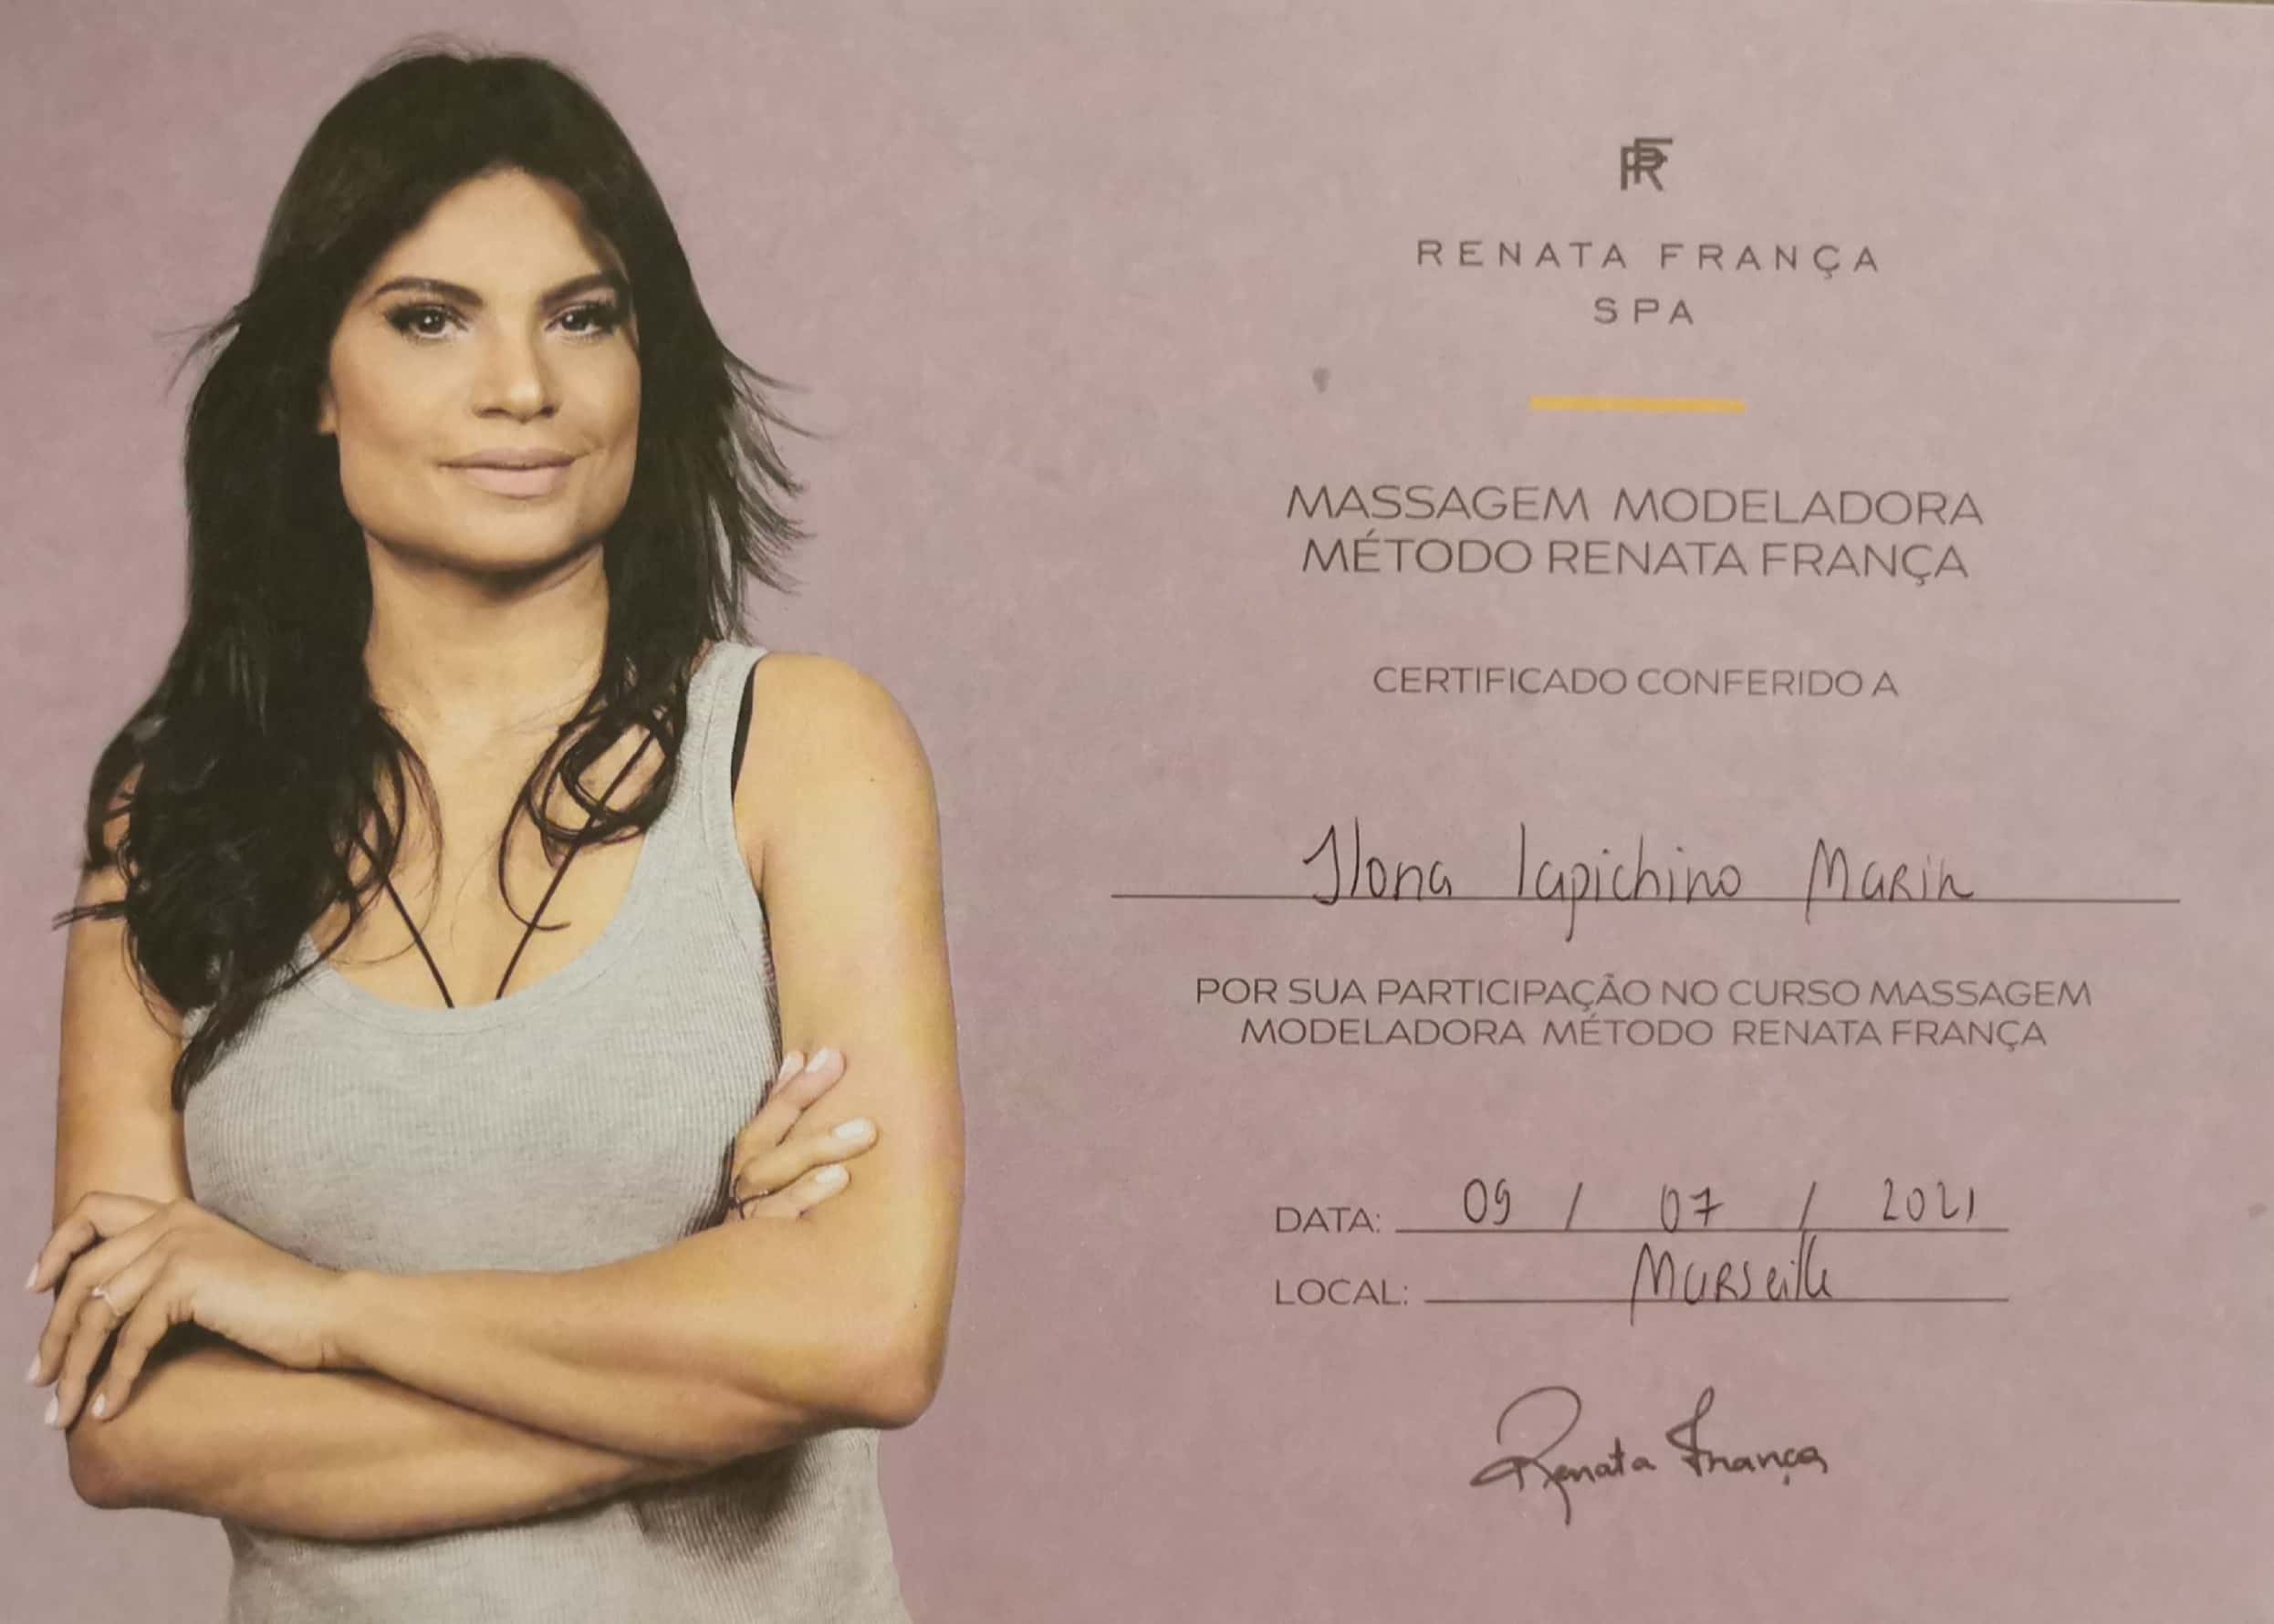 RF
RENATA FRANÇA
SPA
MASSAGEM MODELADORA
MÉTODO RENATA FRANÇA
CERTIFICADO CONFERIDO A
Ilona Iapichino Marin
POR SUA PARTICIPAÇÃO NO CURSO MASSAGEM
MODELADORA MÉTODO RENATA FRANÇA
DATA: 09 / 07 / 2021
LOCAL: Marseille
Renata França